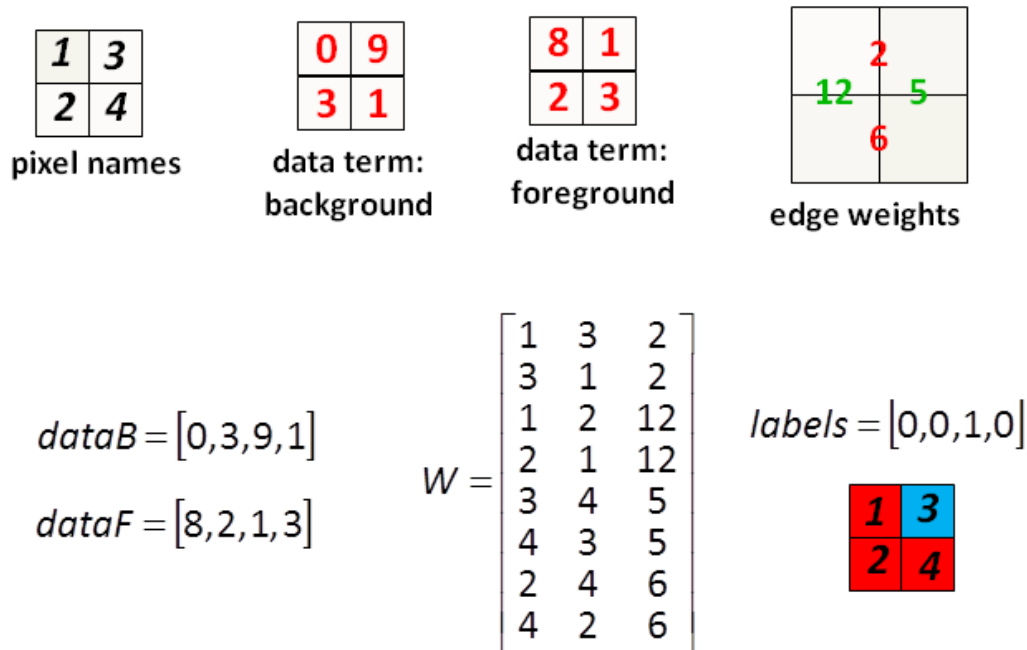 1 3
2 4
pixel names
0 9
3 1
data term:
background
8 1
2 3
data term:
foreground
2
12 5
6
edge weights
dataB = [0,3,9,1]
dataF = [8,2,1,3]
W =
1 3 2
3 1 2
1 2 12
2 1 12
3 4 5
4 3 5
2 4 6
4 2 6
labels = [0,0,1,0]
1 3
2 4